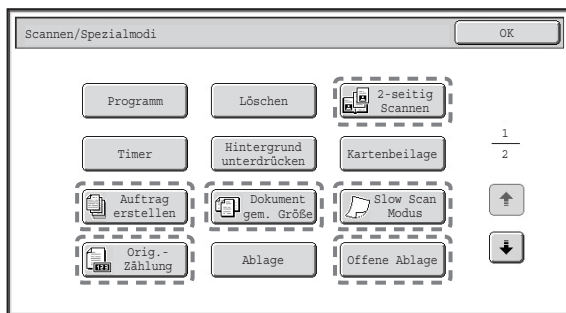 Scannen/Spezialmodi
OK
Programm
Löschen
2-seitig
Scannen
Timer
Hintergrund
unterdrücken
Kartenbeilage
1
2
Auftrag
erstellen
Dokument
gem. Größe
Slow Scan
Modus
Orig.-
Zählung
Ablage
Offene Ablage